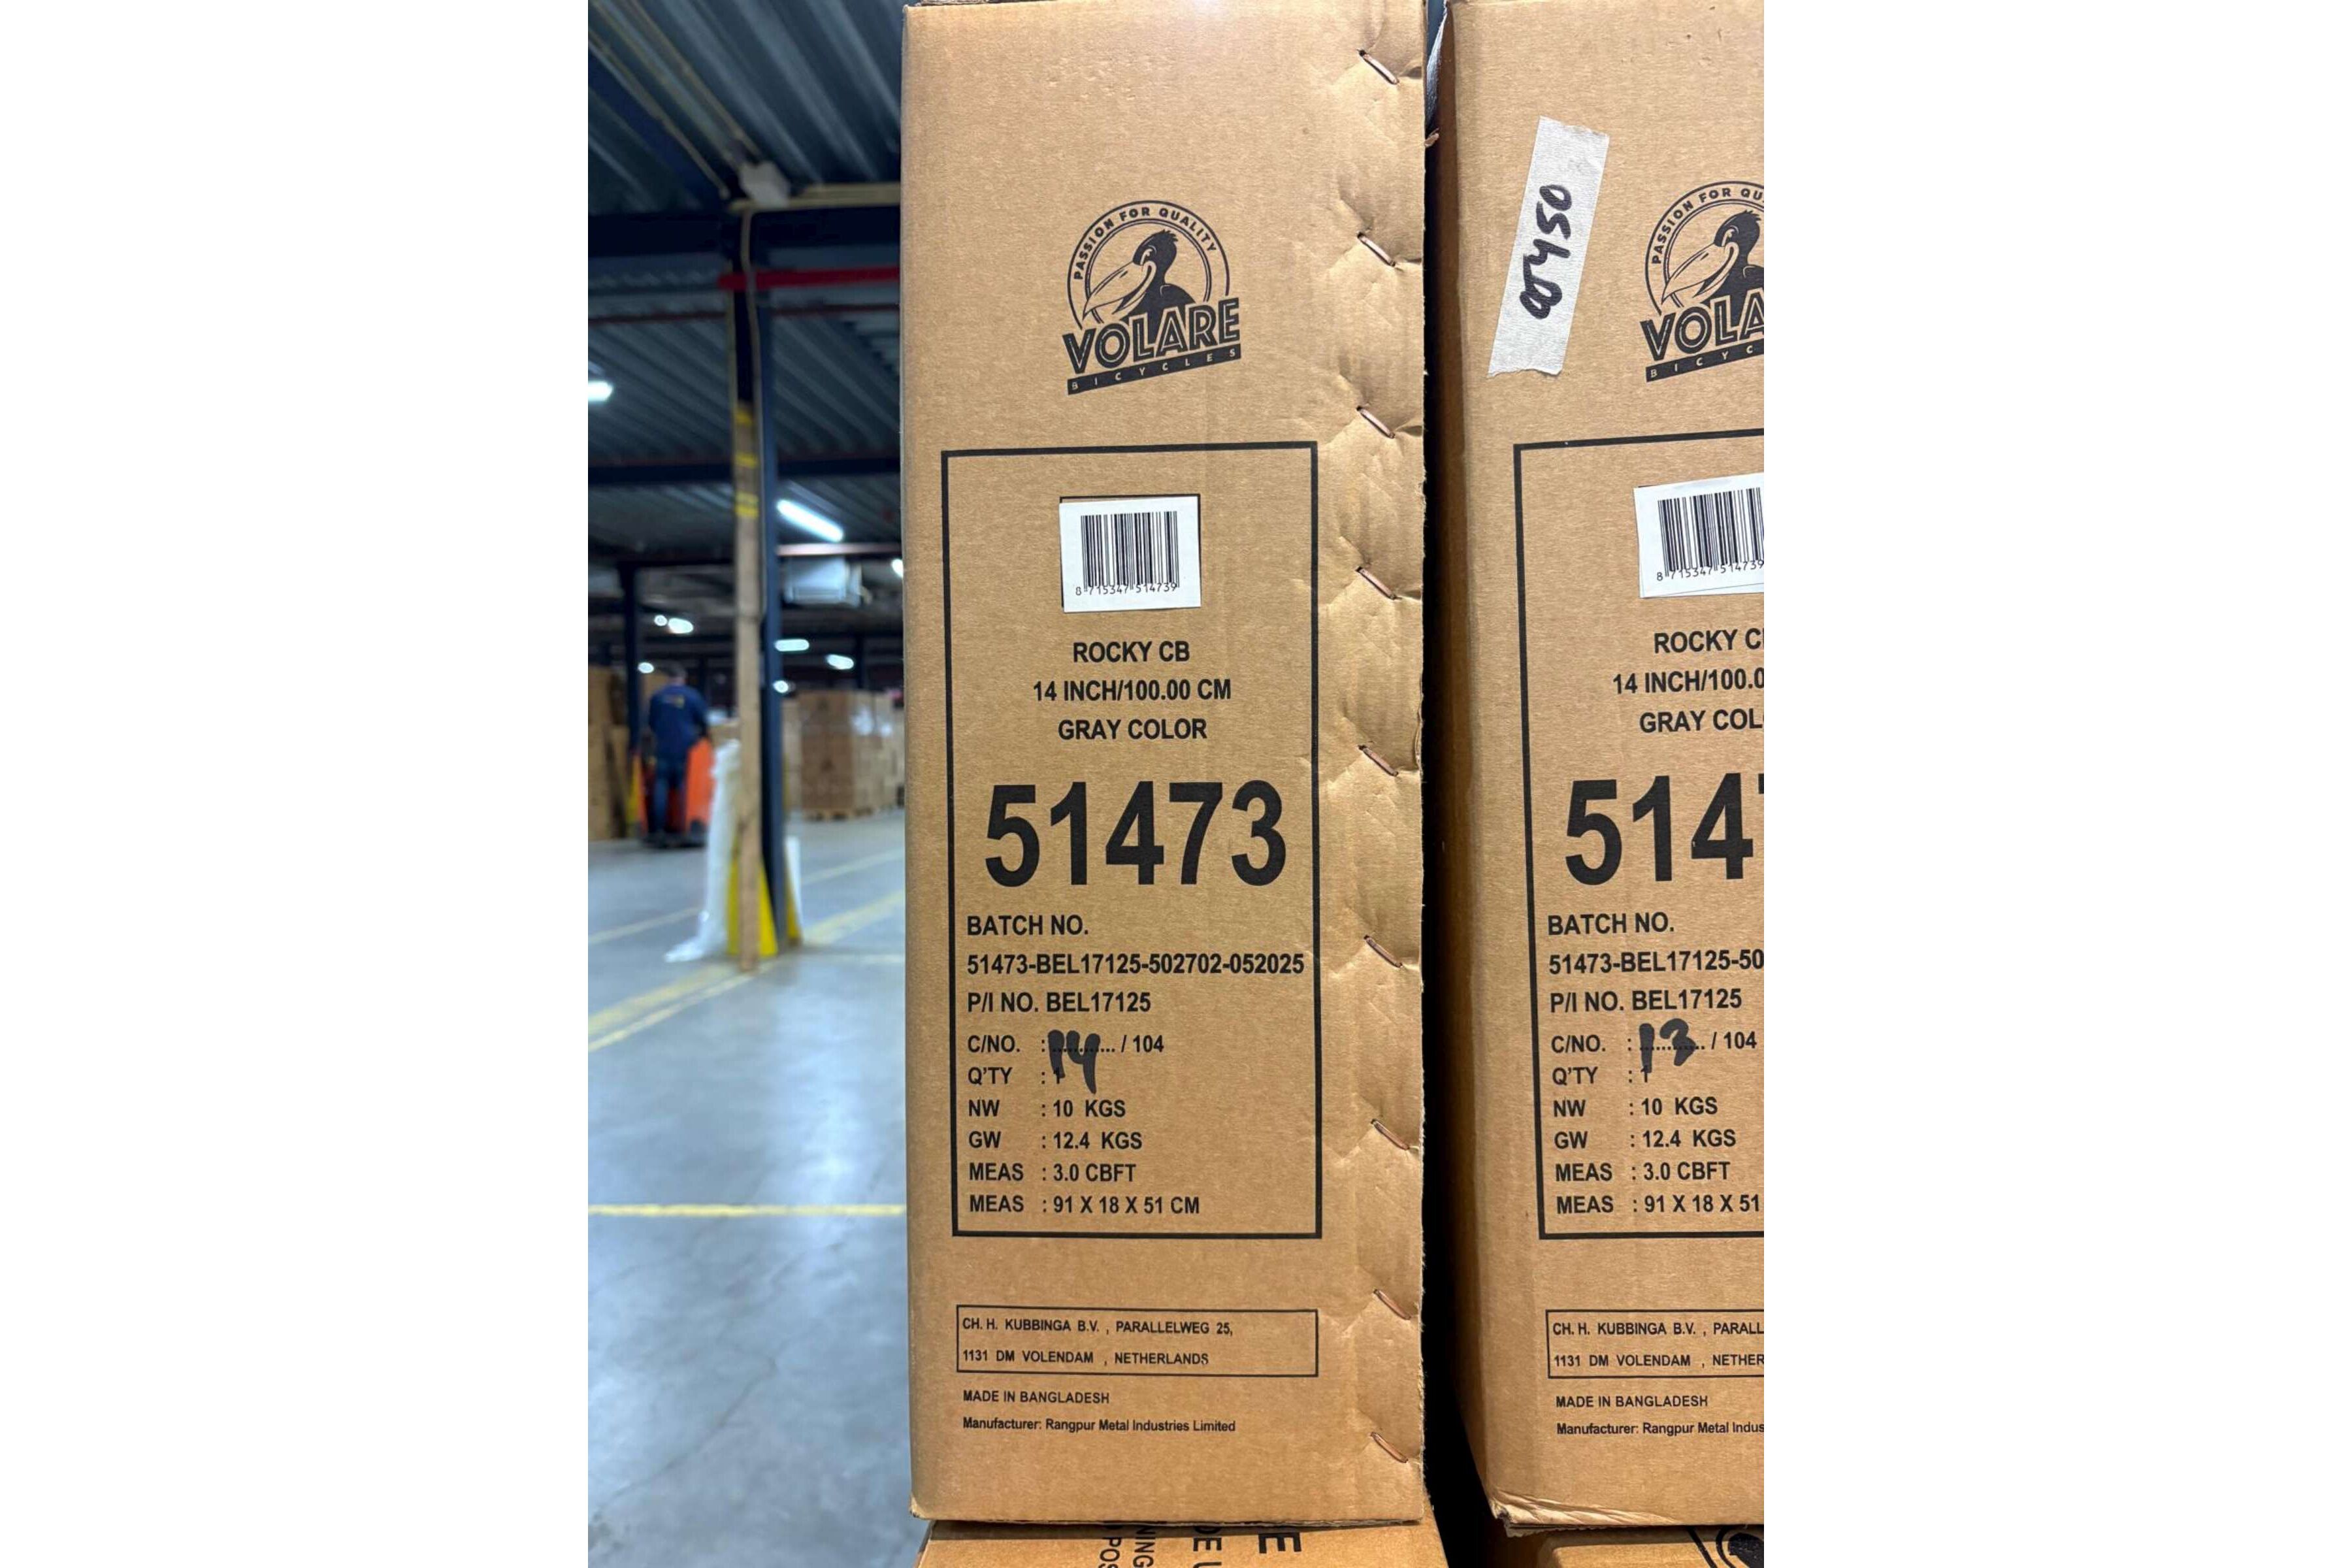 PASSION FOR QUALITY
VOLARE
BICYCLES
8 715347 514739
ROCKY CB
14 INCH/100.00 CM
GRAY COLOR
51473
BATCH NO.
51473-BEL17125-502702-052025
P/I NO. BEL17125
C/NO. : 14 / 104
Q'TY : 1
NW : 10 KGS
GW : 12.4 KGS
MEAS : 3.0 CBFT
MEAS : 91 X 18 X 51 CM
CH. H. KUBBINGA B.V. , PARALLELWEG 25,
1131 DM VOLENDAM , NETHERLANDS
MADE IN BANGLADESH
Manufacturer: Rangpur Metal Industries Limited
PASSION FOR QU
VOLA
BICYC
8 715347 514739
ROCKY C
14 INCH/100.0
GRAY COL
514
BATCH NO.
51473-BEL17125-50
P/I NO. BEL17125
C/NO. : 13 / 104
Q'TY : 1
NW : 10 KGS
GW : 12.4 KGS
MEAS : 3.0 CBFT
MEAS : 91 X 18 X 51
CH. H. KUBBINGA B.V. , PARALL
1131 DM VOLENDAM , NETHER
MADE IN BANGLADESH
Manufacturer: Rangpur Metal Indus